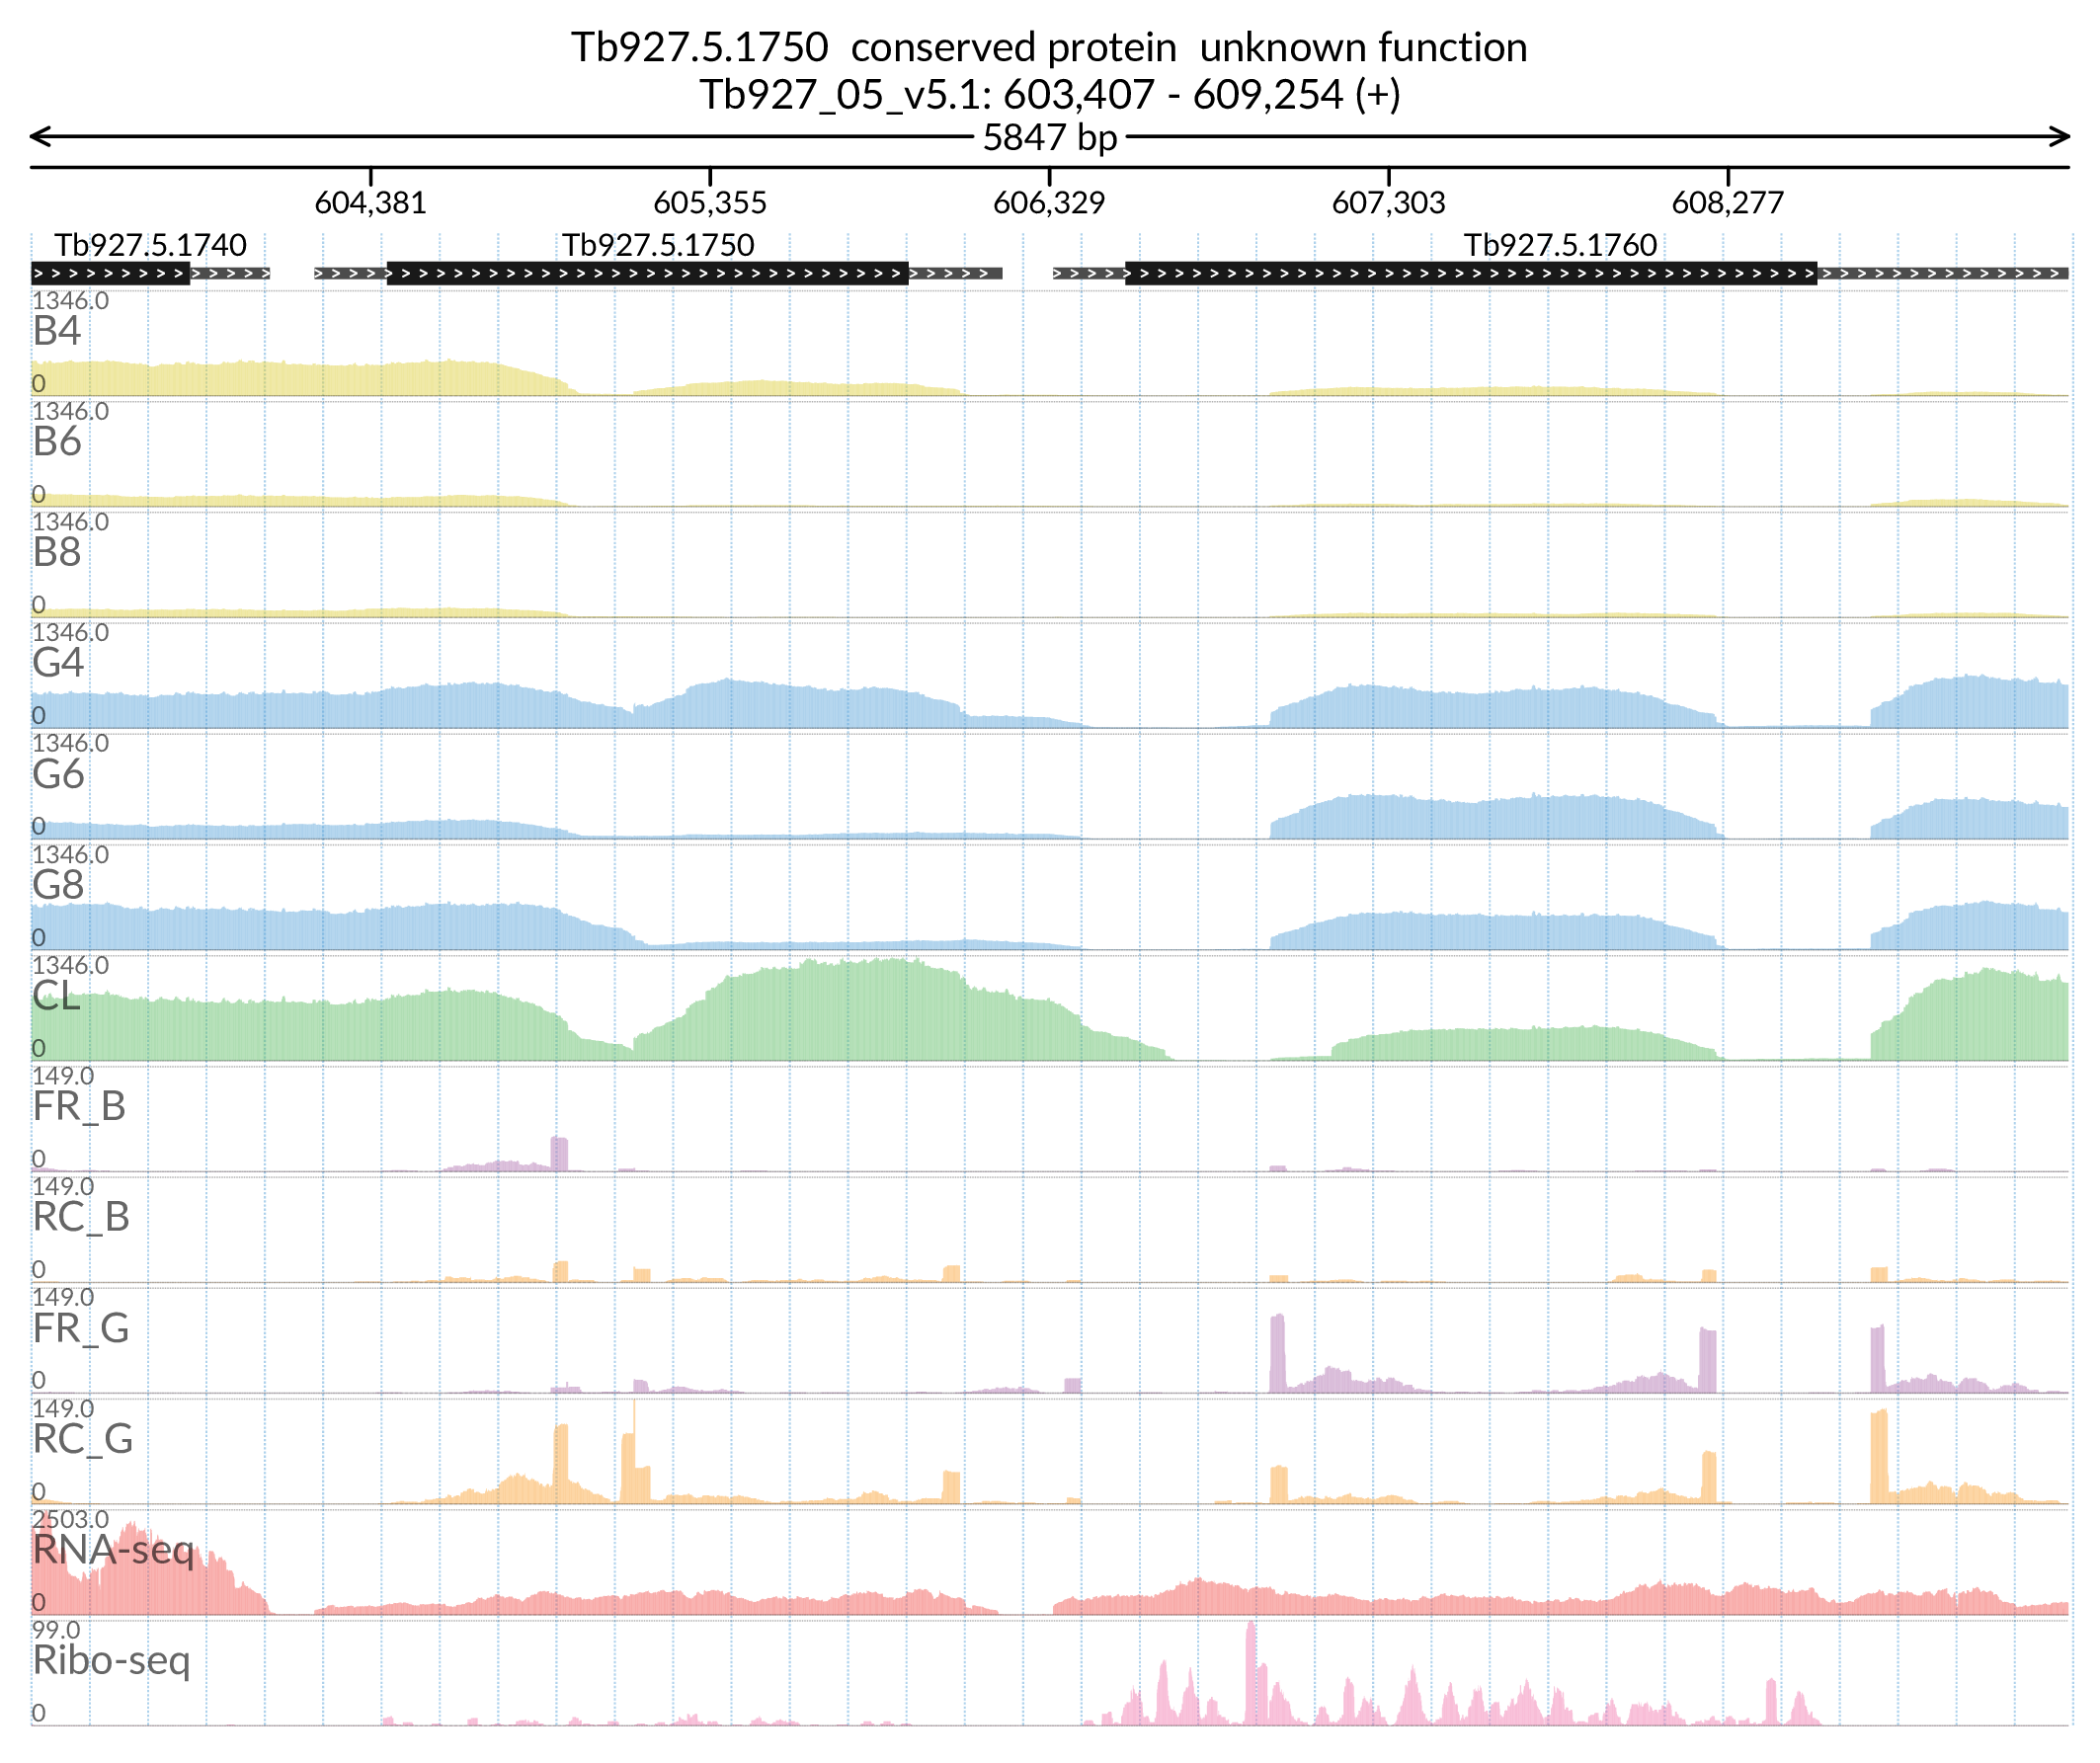 Tb927.5.1750  conserved protein  unknown function
Tb927_05_v5.1: 603,407 - 609,254 (+)
5847 bp
604,381 605,355 606,329 607,303 608,277
Tb927.5.1740 Tb927.5.1750 Tb927.5.1760
1346.0
B4
0
1346.0
B6
0
1346.0
B8
0
1346.0
G4
0
1346.0
G6
0
1346.0
G8
0
1346.0
CL
0
149.0
FR_B
0
149.0
RC_B
0
149.0
FR_G
0
149.0
RC_G
0
2503.0
RNA-seq
0
99.0
Ribo-seq
0